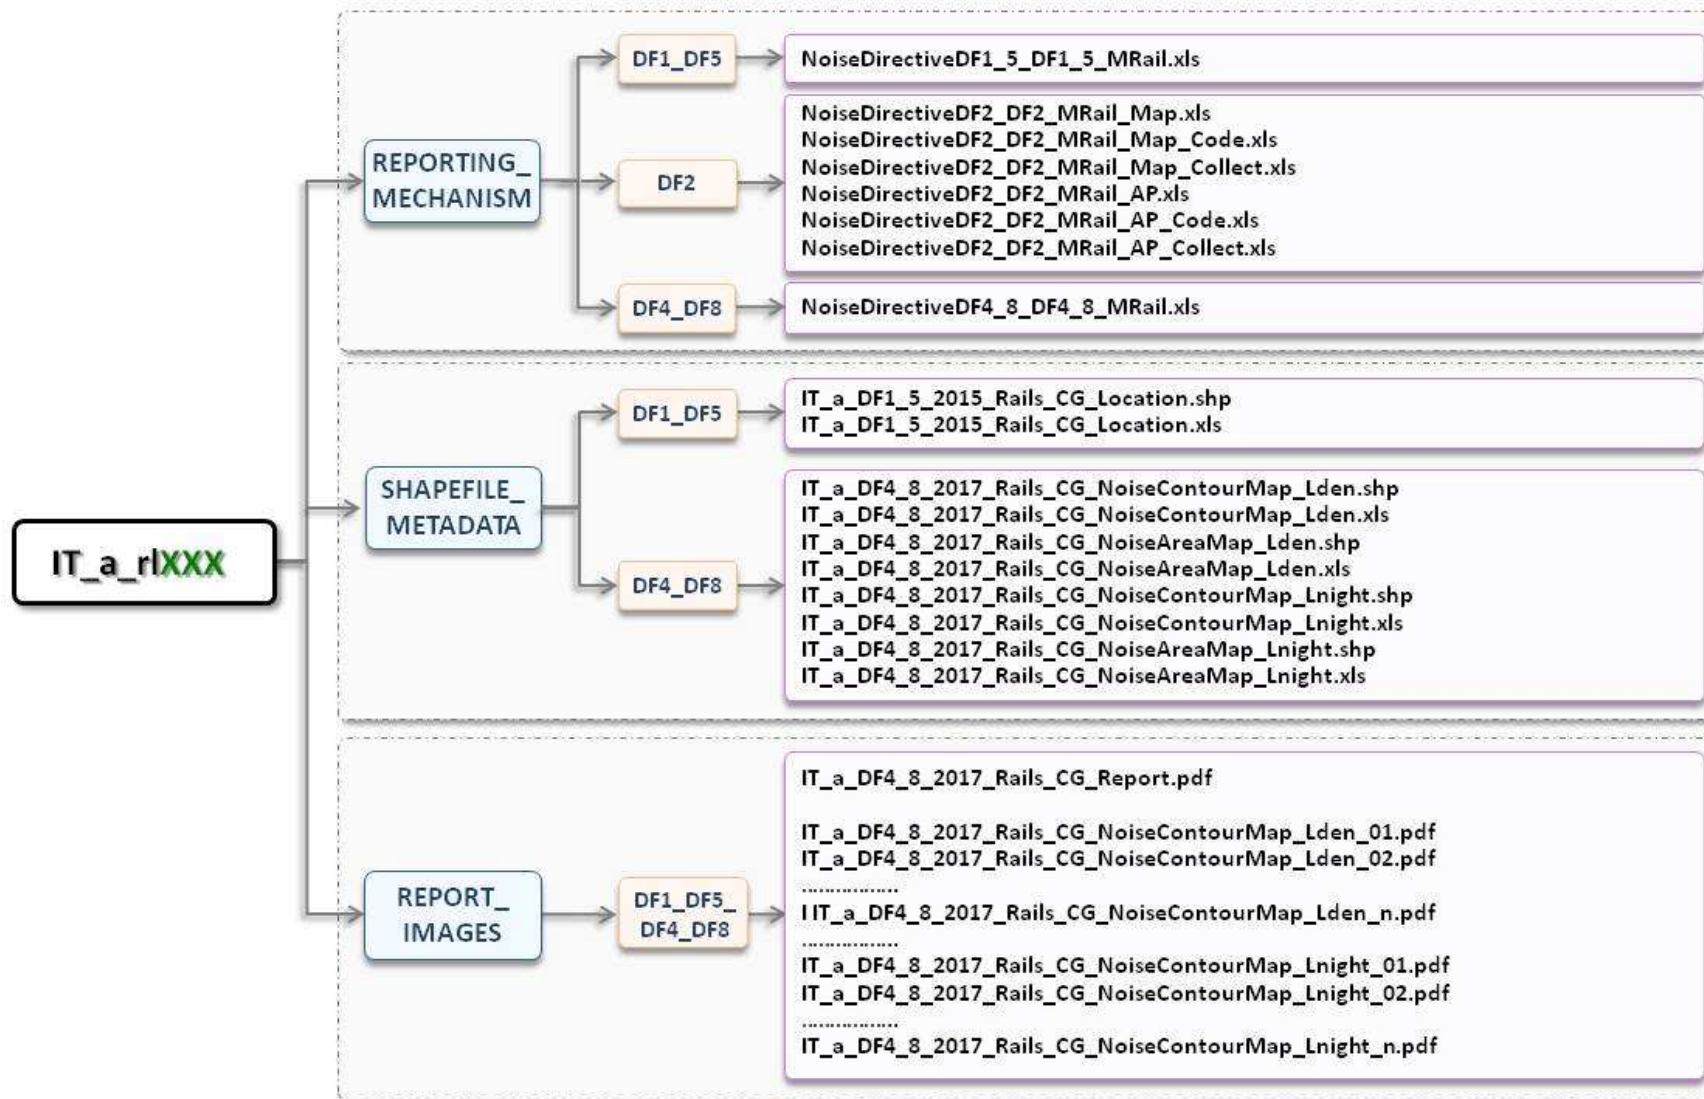 DF1_DF5
NoiseDirectiveDF1_5_DF1_5_MRail.xls
REPORTING_
MECHANISM
DF2
NoiseDirectiveDF2_DF2_MRail_Map.xls
NoiseDirectiveDF2_DF2_MRail_Map_Code.xls
NoiseDirectiveDF2_DF2_MRail_Map_Collect.xls
NoiseDirectiveDF2_DF2_MRail_AP.xls
NoiseDirectiveDF2_DF2_MRail_AP_Code.xls
NoiseDirectiveDF2_DF2_MRail_AP_Collect.xls
DF4_DF8
NoiseDirectiveDF4_8_DF4_8_MRail.xls
IT_a_rlXXX
SHAPEFILE_
METADATA
DF1_DF5
IT_a_DF1_5_2015_Rails_CG_Location.shp
IT_a_DF1_5_2015_Rails_CG_Location.xls
DF4_DF8
IT_a_DF4_8_2017_Rails_CG_NoiseContourMap_Lden.shp
IT_a_DF4_8_2017_Rails_CG_NoiseContourMap_Lden.xls
IT_a_DF4_8_2017_Rails_CG_NoiseAreaMap_Lden.shp
IT_a_DF4_8_2017_Rails_CG_NoiseAreaMap_Lden.xls
IT_a_DF4_8_2017_Rails_CG_NoiseContourMap_Lnight.shp
IT_a_DF4_8_2017_Rails_CG_NoiseContourMap_Lnight.xls
IT_a_DF4_8_2017_Rails_CG_NoiseAreaMap_Lnight.shp
IT_a_DF4_8_2017_Rails_CG_NoiseAreaMap_Lnight.xls
REPORT_
IMAGES
DF1_DF5_
DF4_DF8
IT_a_DF4_8_2017_Rails_CG_Report.pdf
IT_a_DF4_8_2017_Rails_CG_NoiseContourMap_Lden_01.pdf
IT_a_DF4_8_2017_Rails_CG_NoiseContourMap_Lden_02.pdf
.................
I IT_a_DF4_8_2017_Rails_CG_NoiseContourMap_Lden_n.pdf
.................
IT_a_DF4_8_2017_Rails_CG_NoiseContourMap_Lnight_01.pdf
IT_a_DF4_8_2017_Rails_CG_NoiseContourMap_Lnight_02.pdf
.................
IT_a_DF4_8_2017_Rails_CG_NoiseContourMap_Lnight_n.pdf